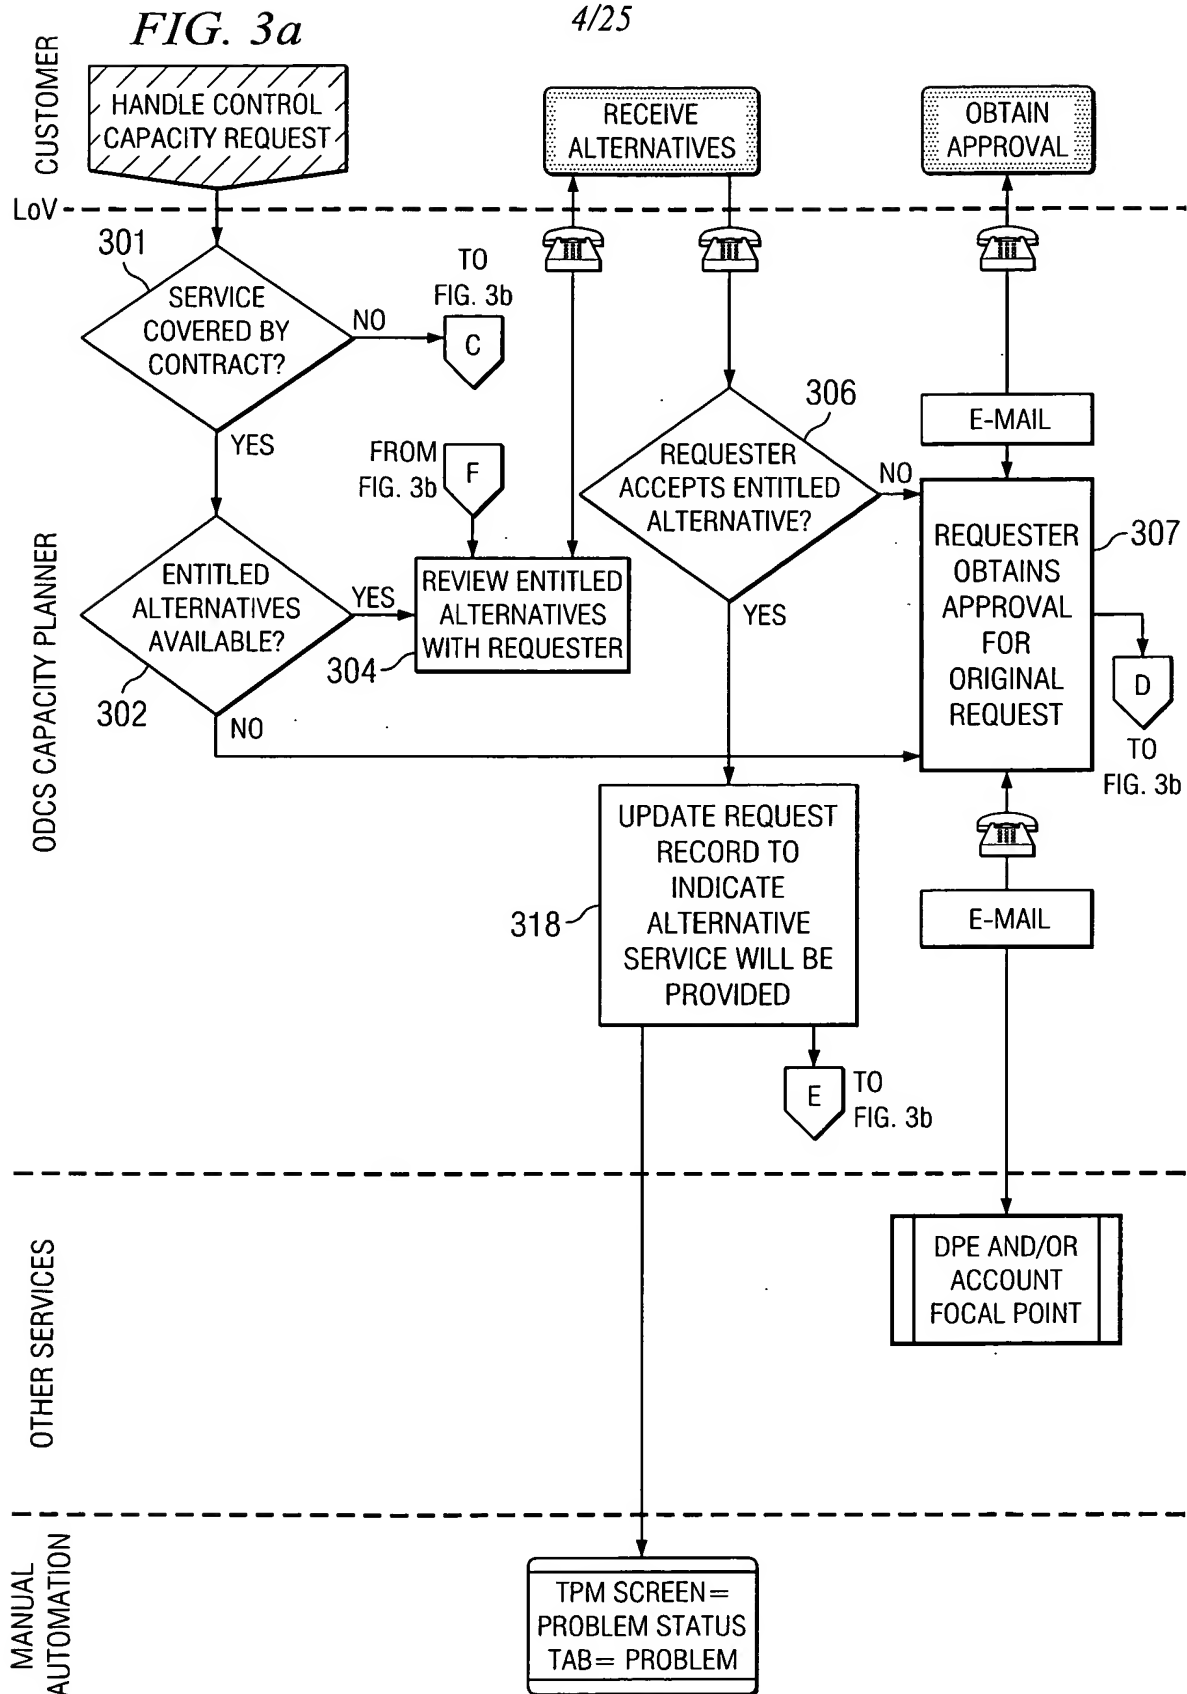 FIG. 3a
4/25
CUSTOMER
HANDLE CONTROL
CAPACITY REQUEST
RECEIVE
ALTERNATIVES
OBTAIN
APPROVAL
LoV
301
SERVICE
COVERED BY
CONTRACT?
NO
TO
FIG. 3b
C
YES
306
REQUESTER
ACCEPTS ENTITLED
ALTERNATIVE?
NO
YES
E-MAIL
FROM
FIG. 3b
F
ODCS CAPACITY PLANNER
ENTITLED
ALTERNATIVES
AVAILABLE?
YES
302
NO
REVIEW ENTITLED
ALTERNATIVES
WITH REQUESTER
304
REQUESTER
OBTAINS
APPROVAL
FOR
ORIGINAL
REQUEST
307
D
TO
FIG. 3b
UPDATE REQUEST
RECORD TO
INDICATE
ALTERNATIVE
SERVICE WILL BE
PROVIDED
318
E-MAIL
E
TO
FIG. 3b
OTHER SERVICES
DPE AND/OR
ACCOUNT
FOCAL POINT
MANUAL
AUTOMATION
TPM SCREEN=
PROBLEM STATUS
TAB= PROBLEM